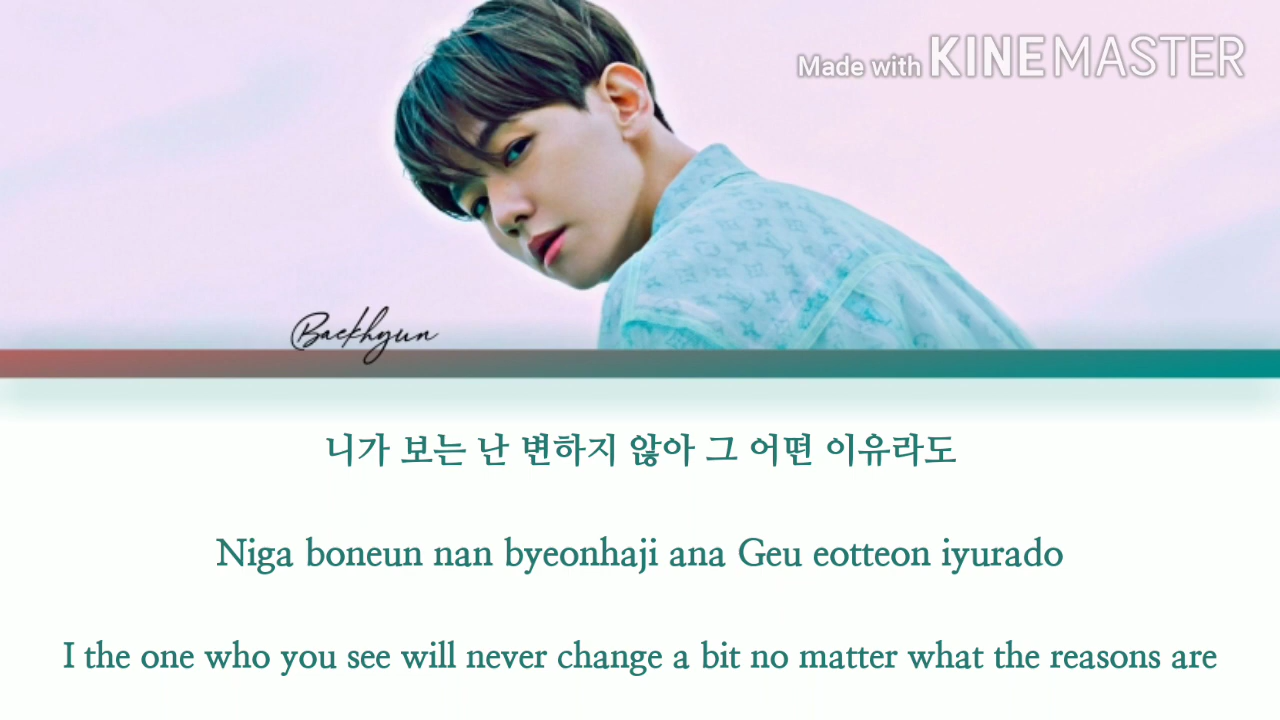 Made with KINEMASTER
Baekhyun
니가 보는 난 변하지 않아 그 어떤 이유라도
Niga boneun nan byeonhaji ana Geu eotteon iyurado
I the one who you see will never change a bit no matter what the reasons are